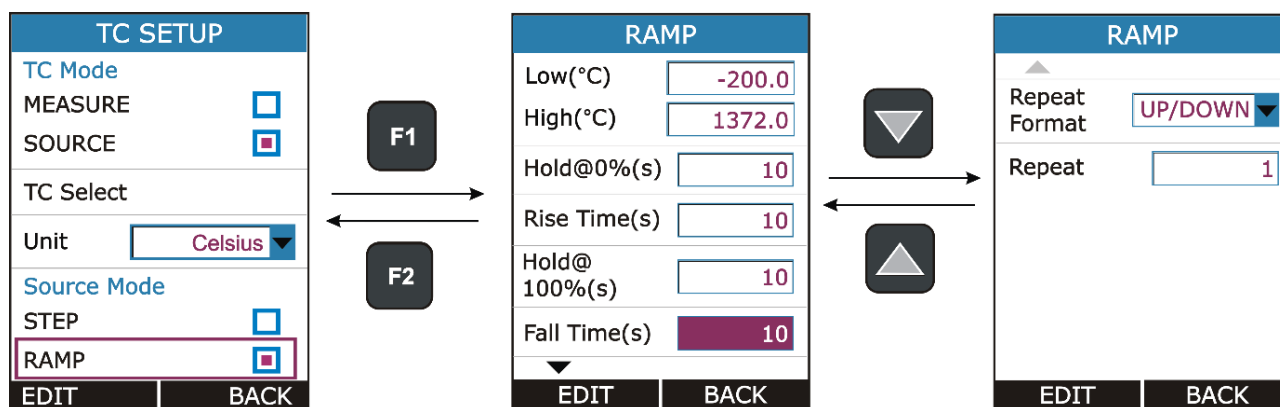 TC SETUP
TC Mode
MEASURE
SOURCE
TC Select
Unit Celsius
Source Mode
STEP
RAMP
EDIT BACK
F1
F2
RAMP
Low(°C) -200.0
High(°C) 1372.0
Hold@0%(s) 10
Rise Time(s) 10
Hold@
100%(s) 10
Fall Time(s) 10
EDIT BACK
RAMP
Repeat
Format UP/DOWN
Repeat 1
EDIT BACK